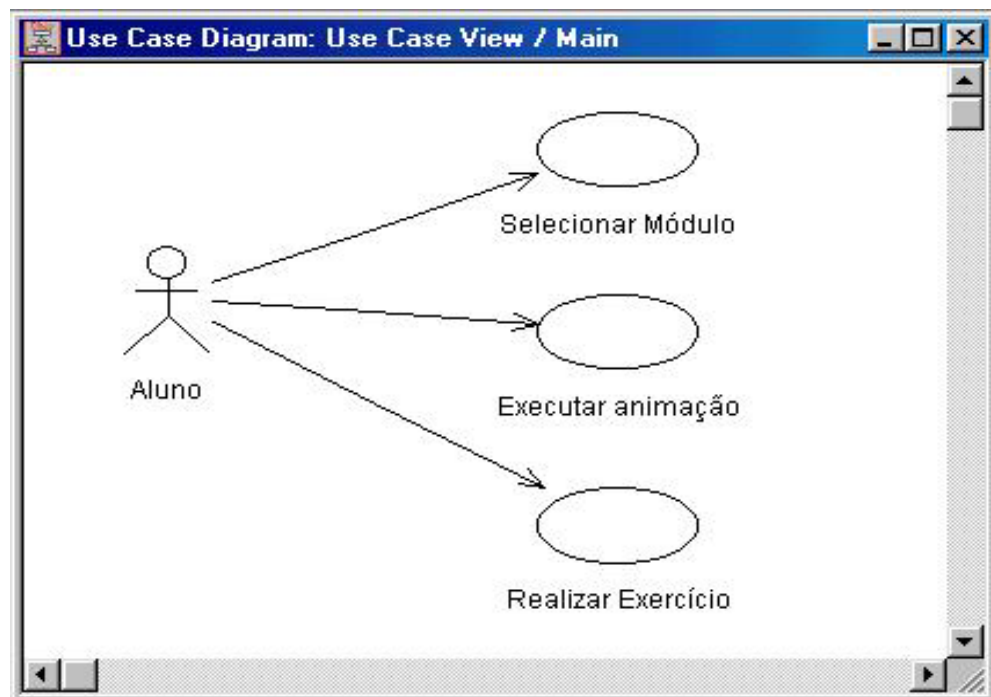 Use Case Diagram: Use Case View / Main
Selecionar Módulo
Aluno
Executar animação
Realizar Exercício